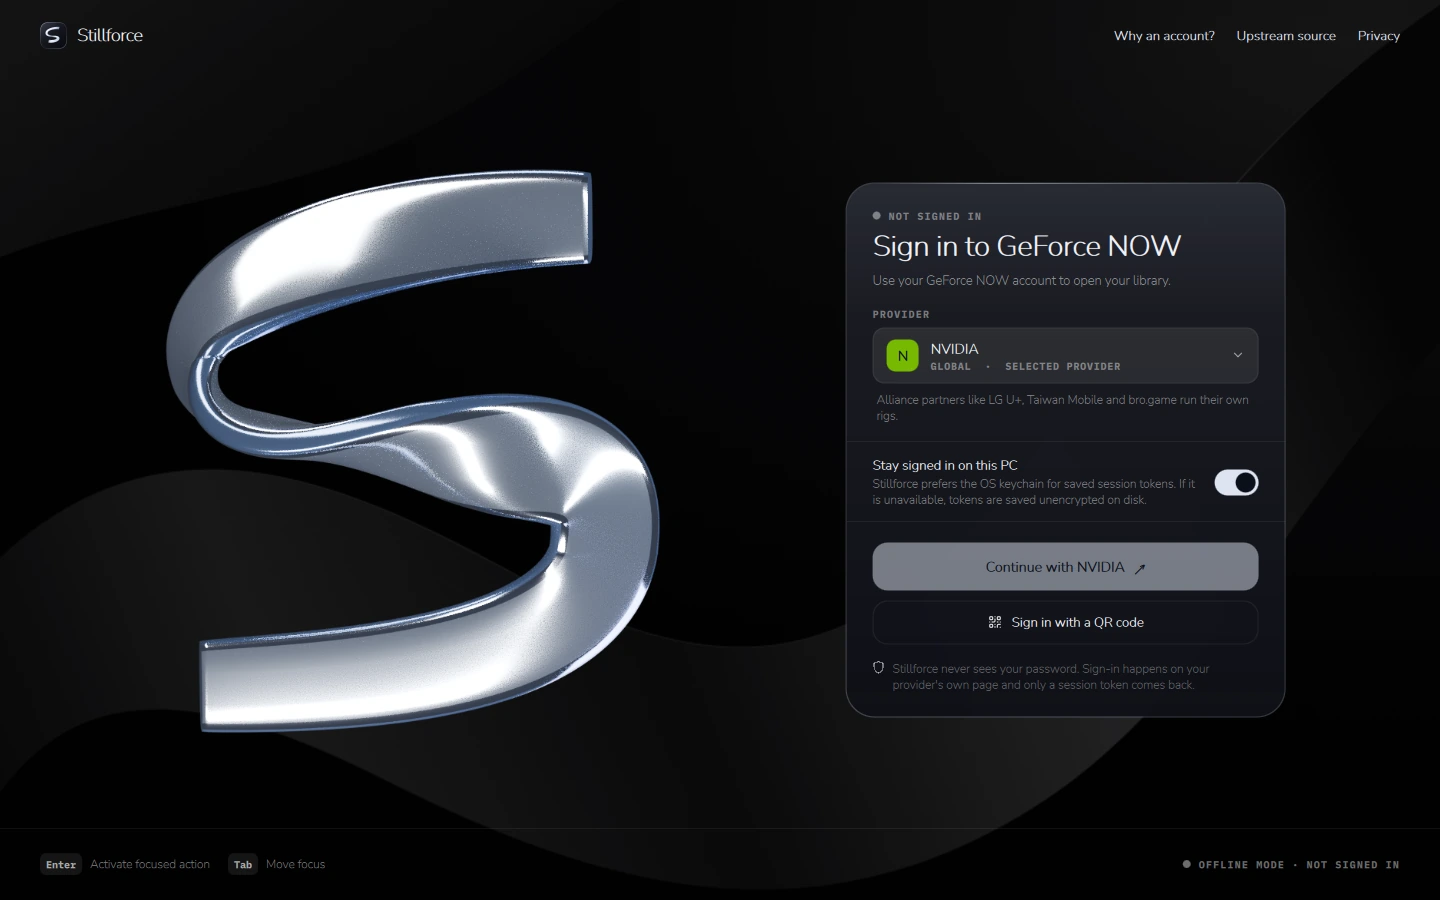 Stillforce
Why an account?
Upstream source
Privacy
NOT SIGNED IN
Sign in to GeForce NOW
Use your GeForce NOW account to open your library.
PROVIDER
N
NVIDIA
GLOBAL · SELECTED PROVIDER
Alliance partners like LG U+, Taiwan Mobile and bro.game run their own
rigs.
Stay signed in on this PC
Stillforce prefers the OS keychain for saved session tokens. If it
is unavailable, tokens are saved unencrypted on disk.
Continue with NVIDIA
Sign in with a QR code
Stillforce never sees your password. Sign-in happens on your
provider's own page and only a session token comes back.
Enter Activate focused action Tab Move focus
OFFLINE MODE · NOT SIGNED IN